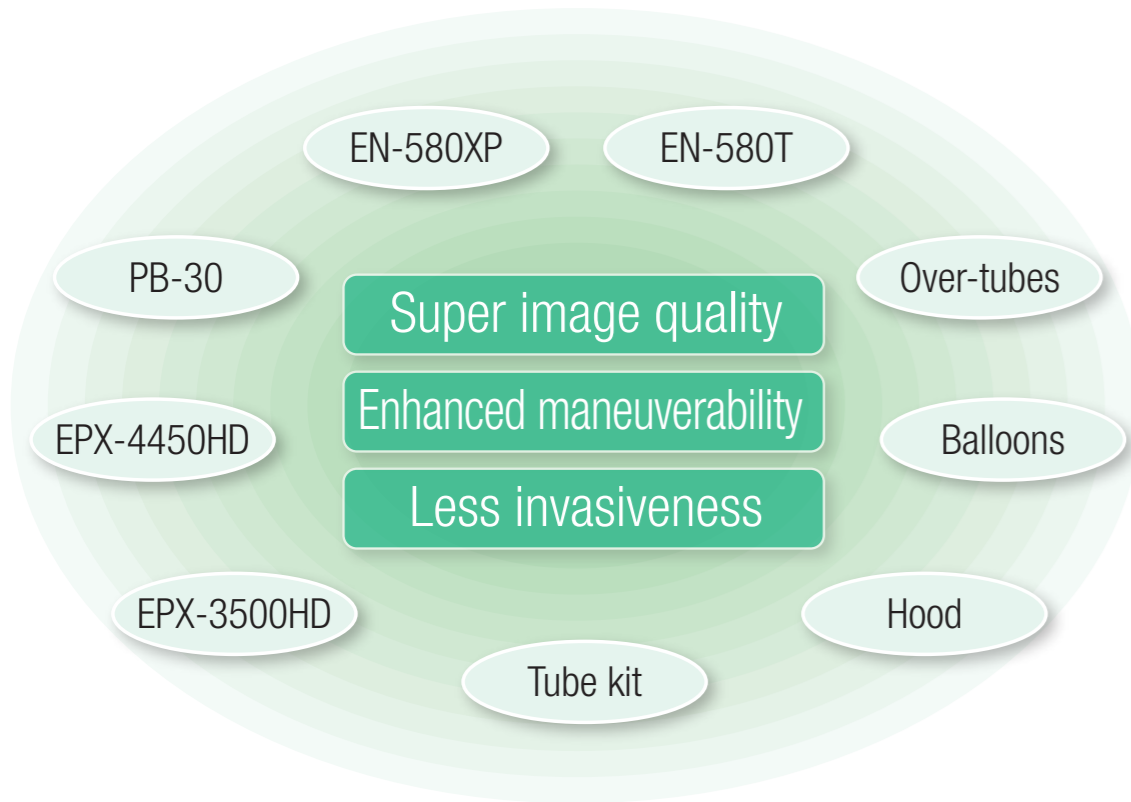 EN-580XP
EN-580T
PB-30
Over-tubes
Super image quality
Enhanced maneuverability
EPX-4450HD
Balloons
Less invasiveness
EPX-3500HD
Hood
Tube kit